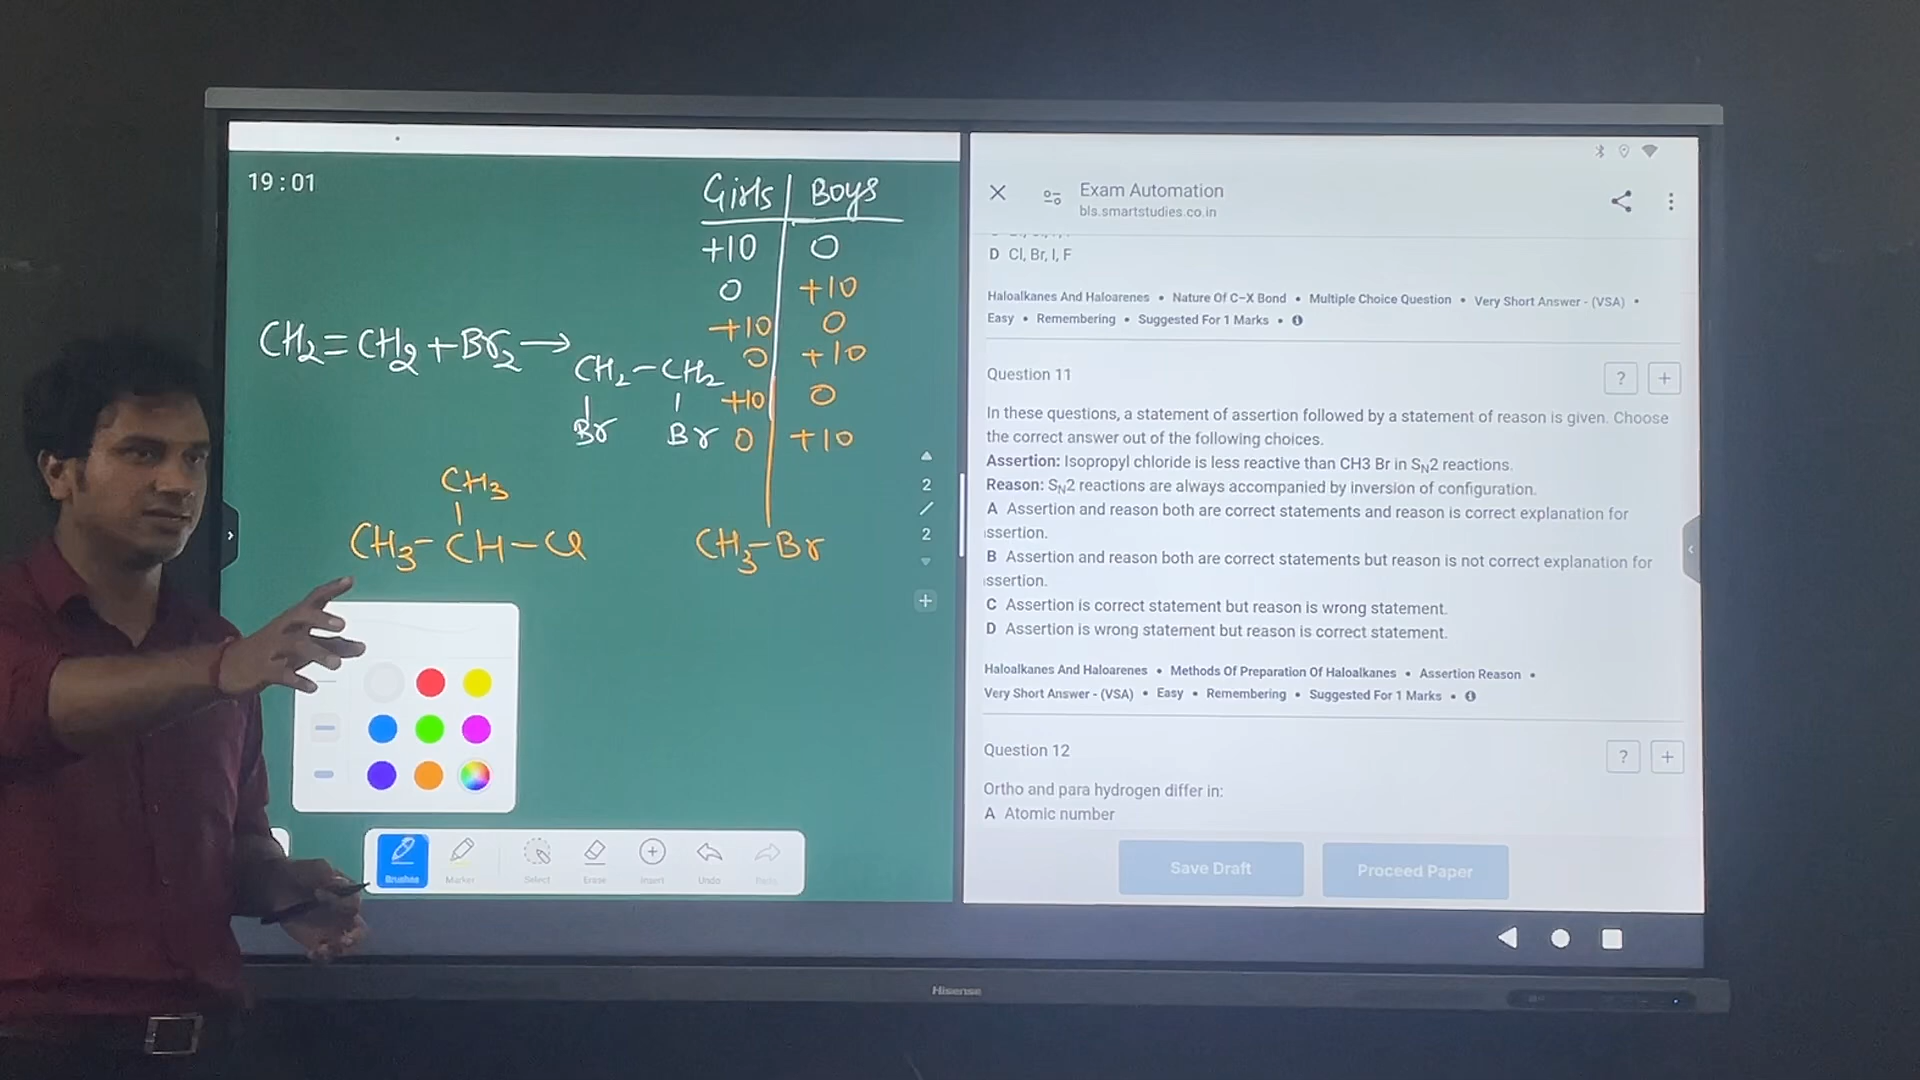 19:01
Girls | Boys
+10 0
0 +10
+10 0
0 +10
+10 0
0 +10
CH2=CH2+Br2→
CH2-CH2
Br Br
CH3
CH3-CH-Cl
CH3-Br
2
/
2
Brushes
Marker
Select
Erase
Insert
Undo
Redo
Exam Automation
bls.smartstudies.co.in
D Cl, Br, I, F
Haloalkanes And Haloarenes • Nature Of C–X Bond • Multiple Choice Question • Very Short Answer - (VSA) •
Easy • Remembering • Suggested For 1 Marks •
Question 11
In these questions, a statement of assertion followed by a statement of reason is given. Choose
the correct answer out of the following choices.
Assertion: Isopropyl chloride is less reactive than CH3 Br in SN2 reactions.
Reason: SN2 reactions are always accompanied by inversion of configuration.
A Assertion and reason both are correct statements and reason is correct explanation for
ssertion.
B Assertion and reason both are correct statements but reason is not correct explanation for
ssertion.
C Assertion is correct statement but reason is wrong statement.
D Assertion is wrong statement but reason is correct statement.
Haloalkanes And Haloarenes • Methods Of Preparation Of Haloalkanes • Assertion Reason •
Very Short Answer - (VSA) • Easy • Remembering • Suggested For 1 Marks •
Question 12
Ortho and para hydrogen differ in:
A Atomic number
Save Draft
Proceed Paper
Hisense